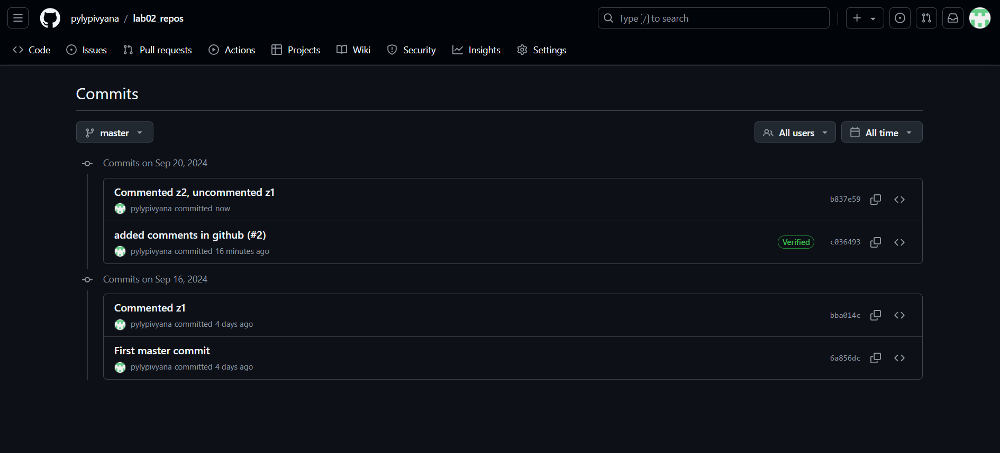 pylypivyana / lab02_repos
Type / to search
Code Issues Pull requests Actions Projects Wiki Security Insights Settings
Commits
master
All users All time
Commits on Sep 20, 2024
Commented z2, uncommented z1
pylypivyana committed now
b837e59
added comments in github (#2)
pylypivyana committed 16 minutes ago
Verified c036493
Commits on Sep 16, 2024
Commented z1
pylypivyana committed 4 days ago
bba014c
First master commit
pylypivyana committed 4 days ago
6a856dc